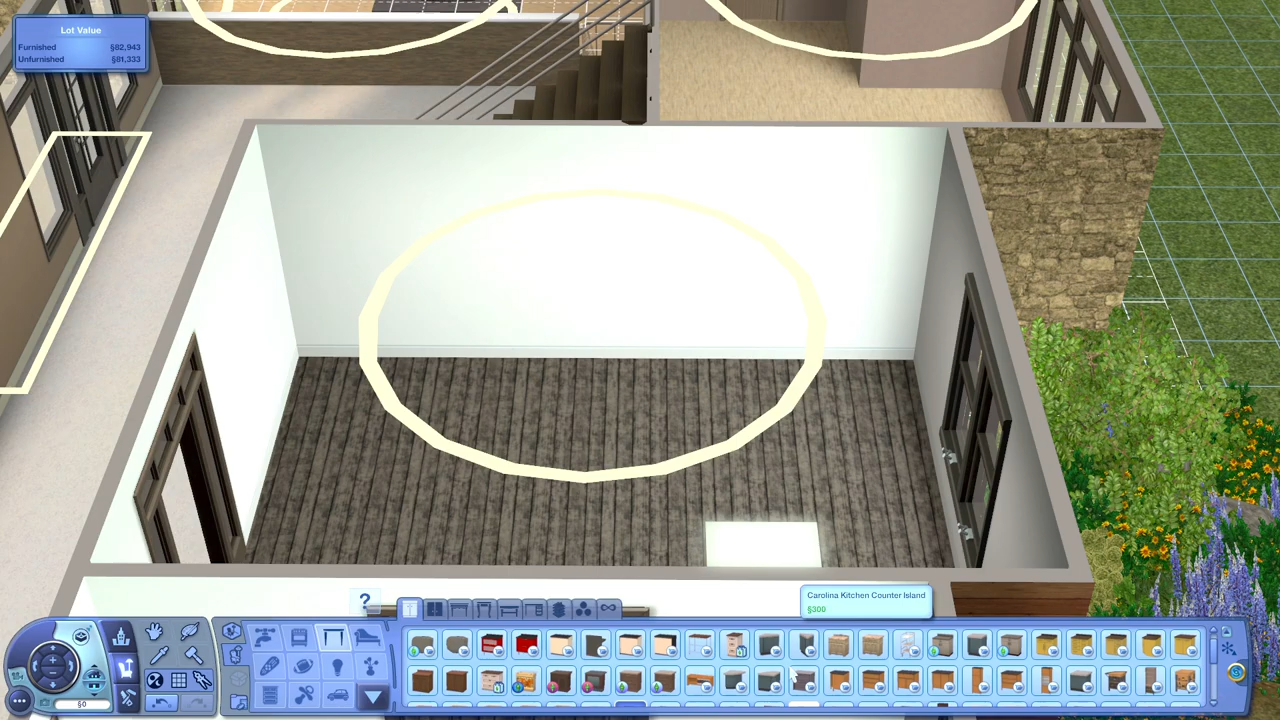 Lot Value
Furnished §82,943
Unfurnished §81,333
?
Carolina Kitchen Counter Island
§300
§0